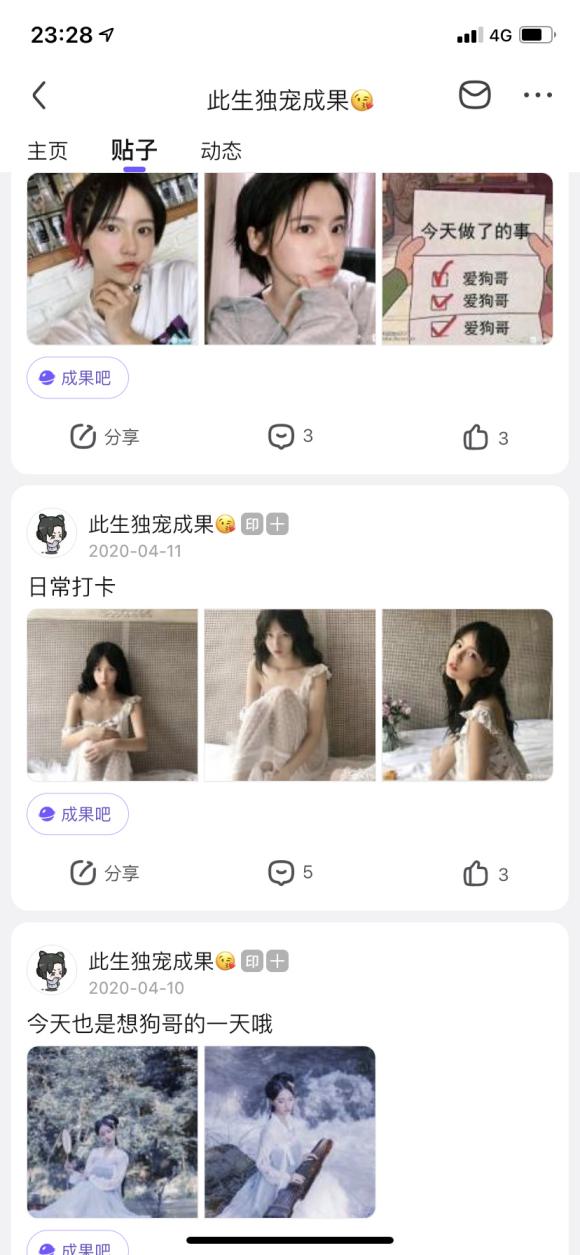 23:28
4G
此生独宠成果😘
主页 贴子 动态
今天做了的事
爱狗哥
爱狗哥
爱狗哥
成果吧
分享 3 3
此生独宠成果😘 印 十
2020-04-11
日常打卡
成果吧
分享 5 3
此生独宠成果😘 印 十
2020-04-10
今天也是想狗哥的一天哦
成果吧